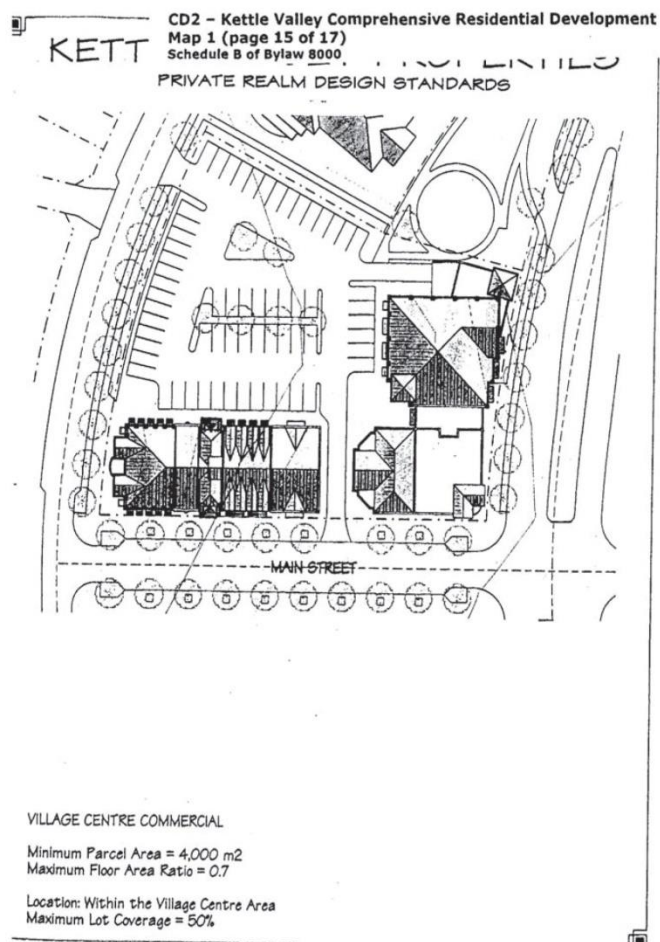 CD2 – Kettle Valley Comprehensive Residential Development
Map 1 (page 15 of 17)
Schedule B of Bylaw 8000
KETT
PRIVATE REALM DESIGN STANDARDS
MAIN STREET
VILLAGE CENTRE COMMERCIAL
Minimum Parcel Area = 4,000 m2
Maximum Floor Area Ratio = 0.7
Location: Within the Village Centre Area
Maximum Lot Coverage = 50%